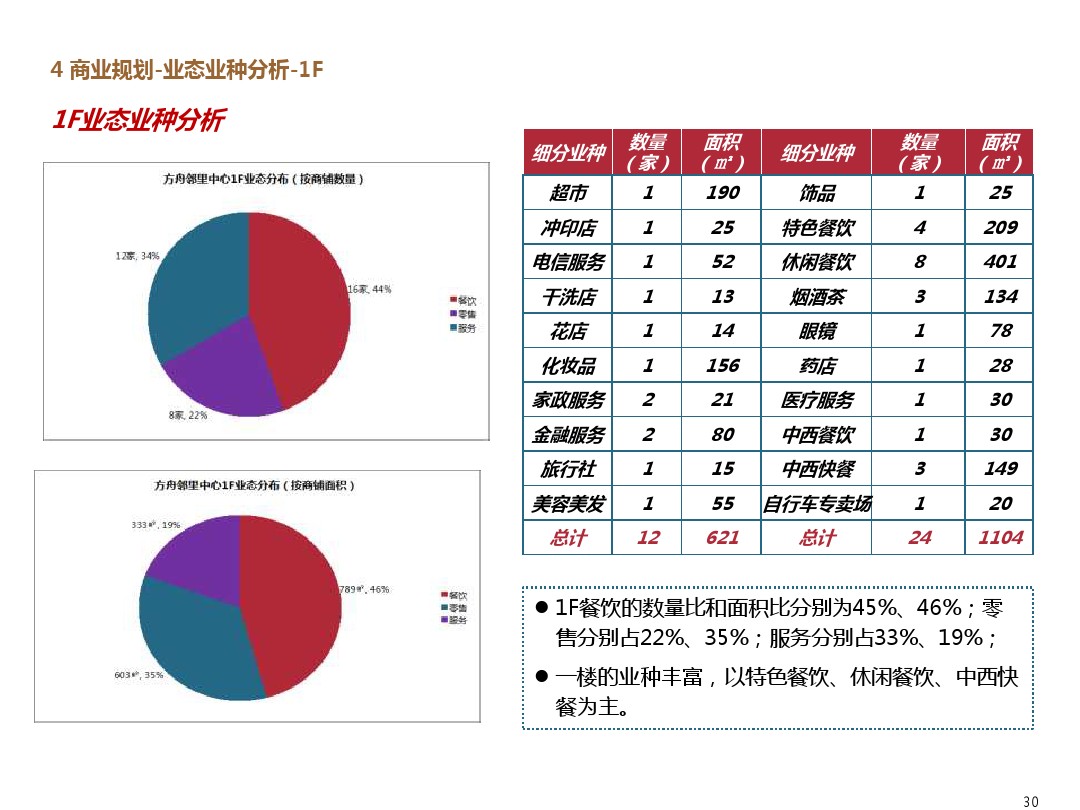 4 商业规划-业态业种分析-1F
1F业态业种分析
方舟邻里中心1F业态分布（按商铺数量）
12家, 34%
16家, 44%
8家, 22%
餐饮
零售
服务
方舟邻里中心1F业态分布（按商铺面积）
333㎡, 19%
789㎡, 46%
603㎡, 35%
餐饮
零售
服务
细分业种 数量（家） 面积（㎡） 细分业种 数量（家） 面积（㎡）
超市 1 190 饰品 1 25
冲印店 1 25 特色餐饮 4 209
电信服务 1 52 休闲餐饮 8 401
干洗店 1 13 烟酒茶 3 134
花店 1 14 眼镜 1 78
化妆品 1 156 药店 1 28
家政服务 2 21 医疗服务 1 30
金融服务 2 80 中西餐饮 1 30
旅行社 1 15 中西快餐 3 149
美容美发 1 55 自行车专卖场 1 20
总计 12 621 总计 24 1104
● 1F餐饮的数量比和面积比分别为45%、46%；零
售分别占22%、35%；服务分别占33%、19%；
● 一楼的业种丰富，以特色餐饮、休闲餐饮、中西快
餐为主。
30